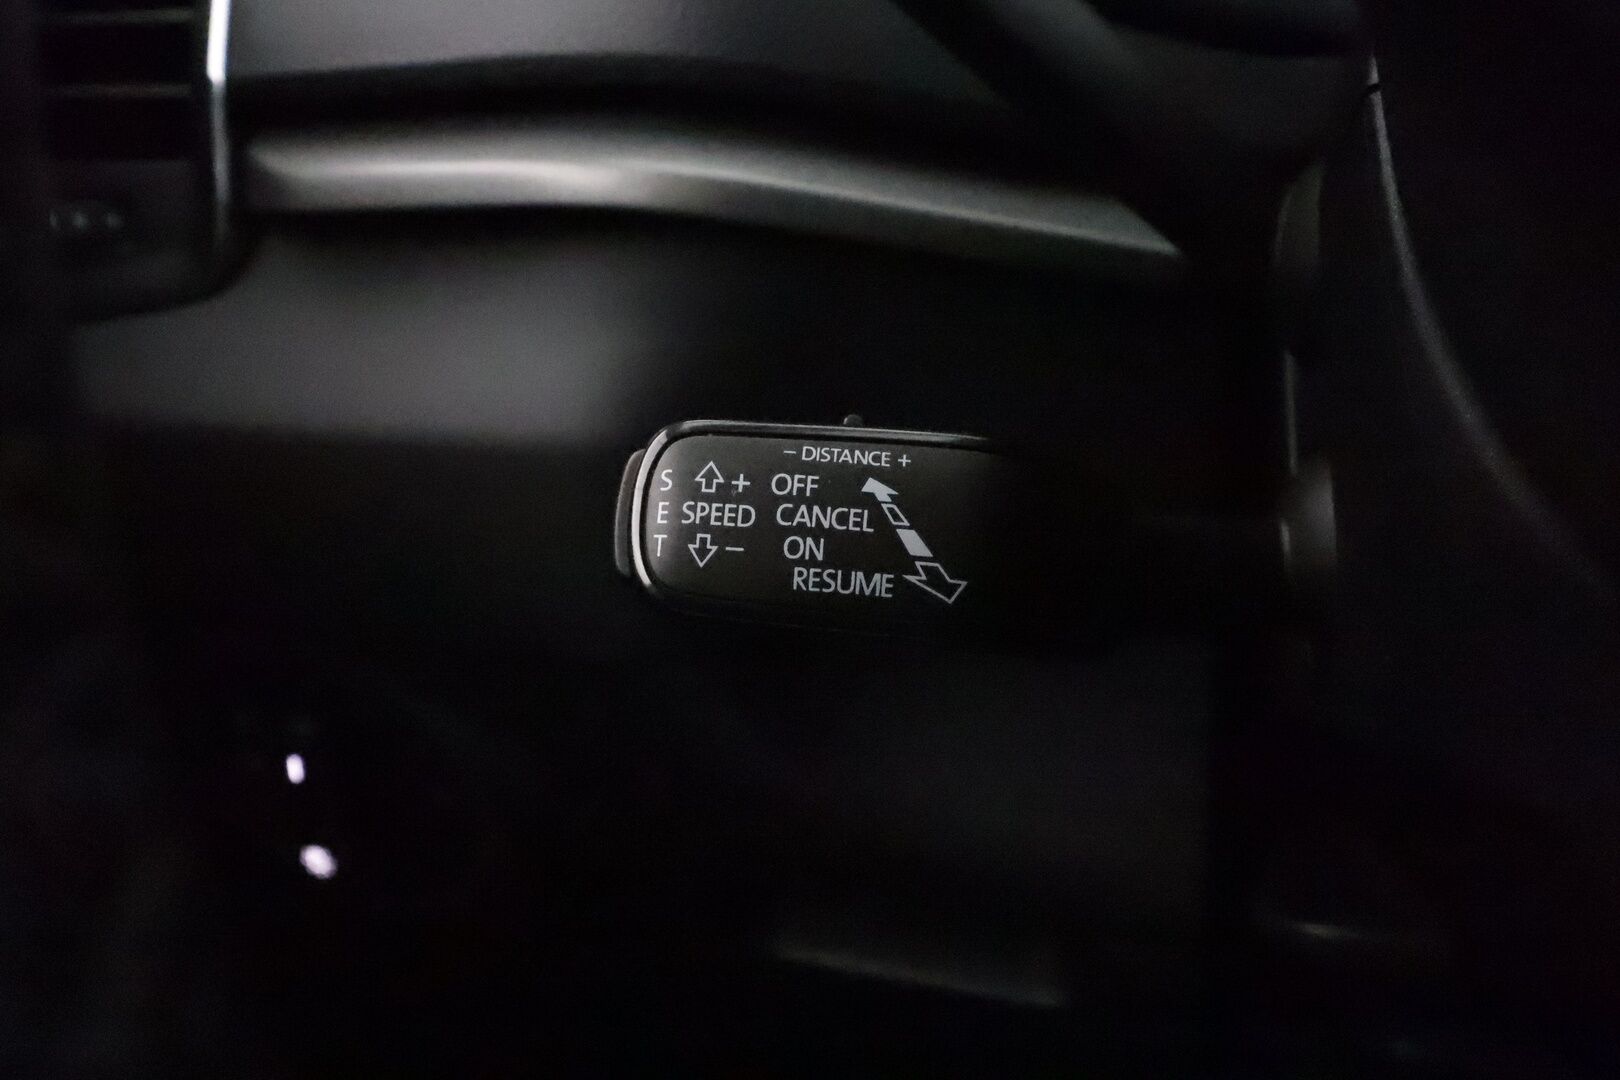 – DISTANCE +
S + OFF
E SPEED CANCEL
T – ON
RESUME